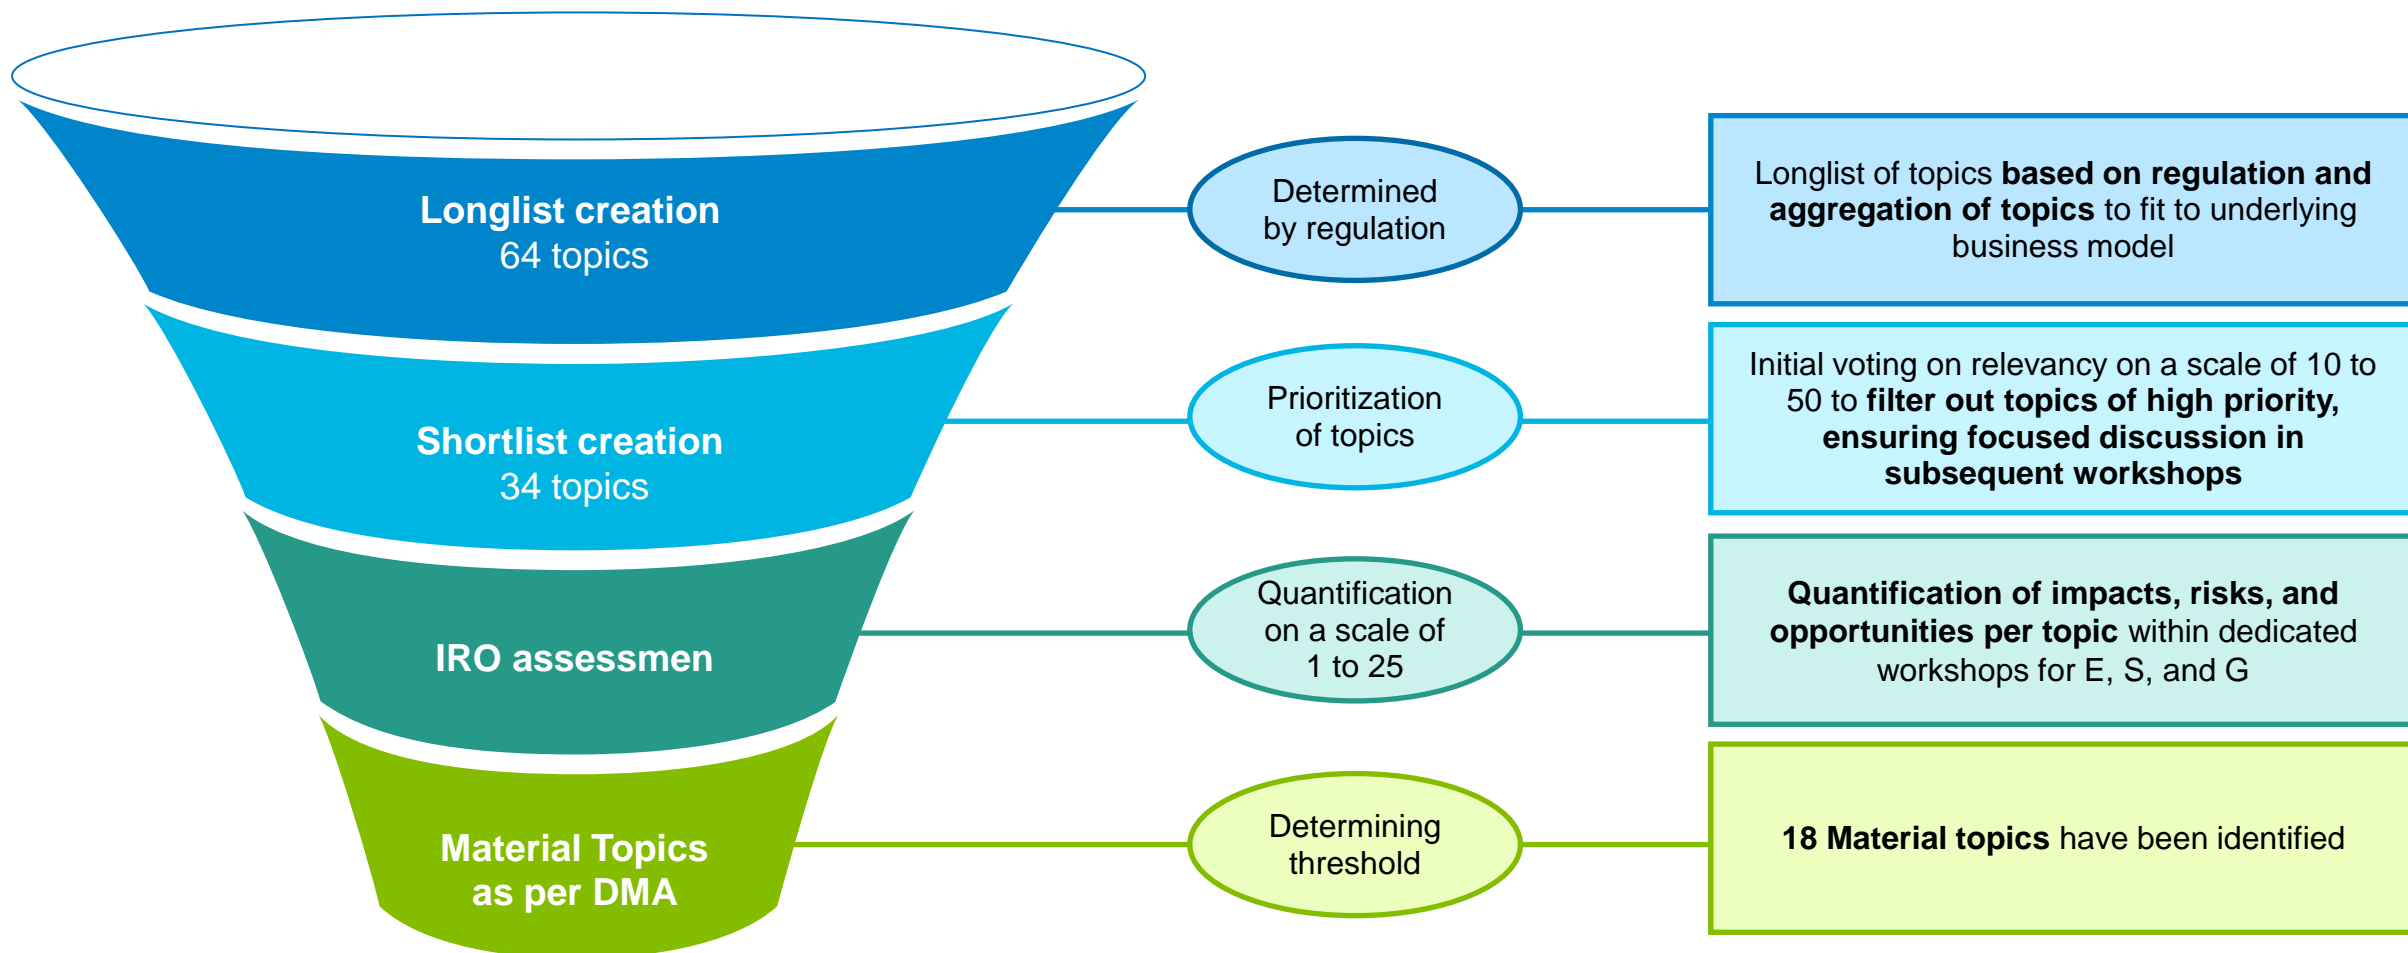 Longlist creation
64 topics
Determined
by regulation
Longlist of topics based on regulation and
aggregation of topics to fit to underlying
business model
Shortlist creation
34 topics
Prioritization
of topics
Initial voting on relevancy on a scale of 10 to
50 to filter out topics of high priority,
ensuring focused discussion in
subsequent workshops
IRO assessmen
Quantification
on a scale of
1 to 25
Quantification of impacts, risks, and
opportunities per topic within dedicated
workshops for E, S, and G
Material Topics
as per DMA
Determining
threshold
18 Material topics have been identified